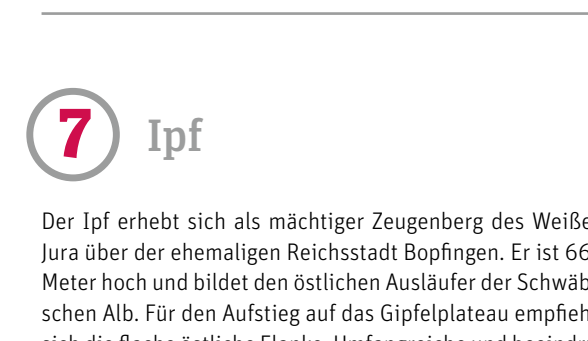 7 Ipf
Der Ipf erhebt sich als mächtiger Zeugenberg des Weiße
Jura über der ehemaligen Reichsstadt Bopfingen. Er ist 66
Meter hoch und bildet den östlichen Ausläufer der Schwäb
schen Alb. Für den Aufstieg auf das Gipfelplateau empfieh